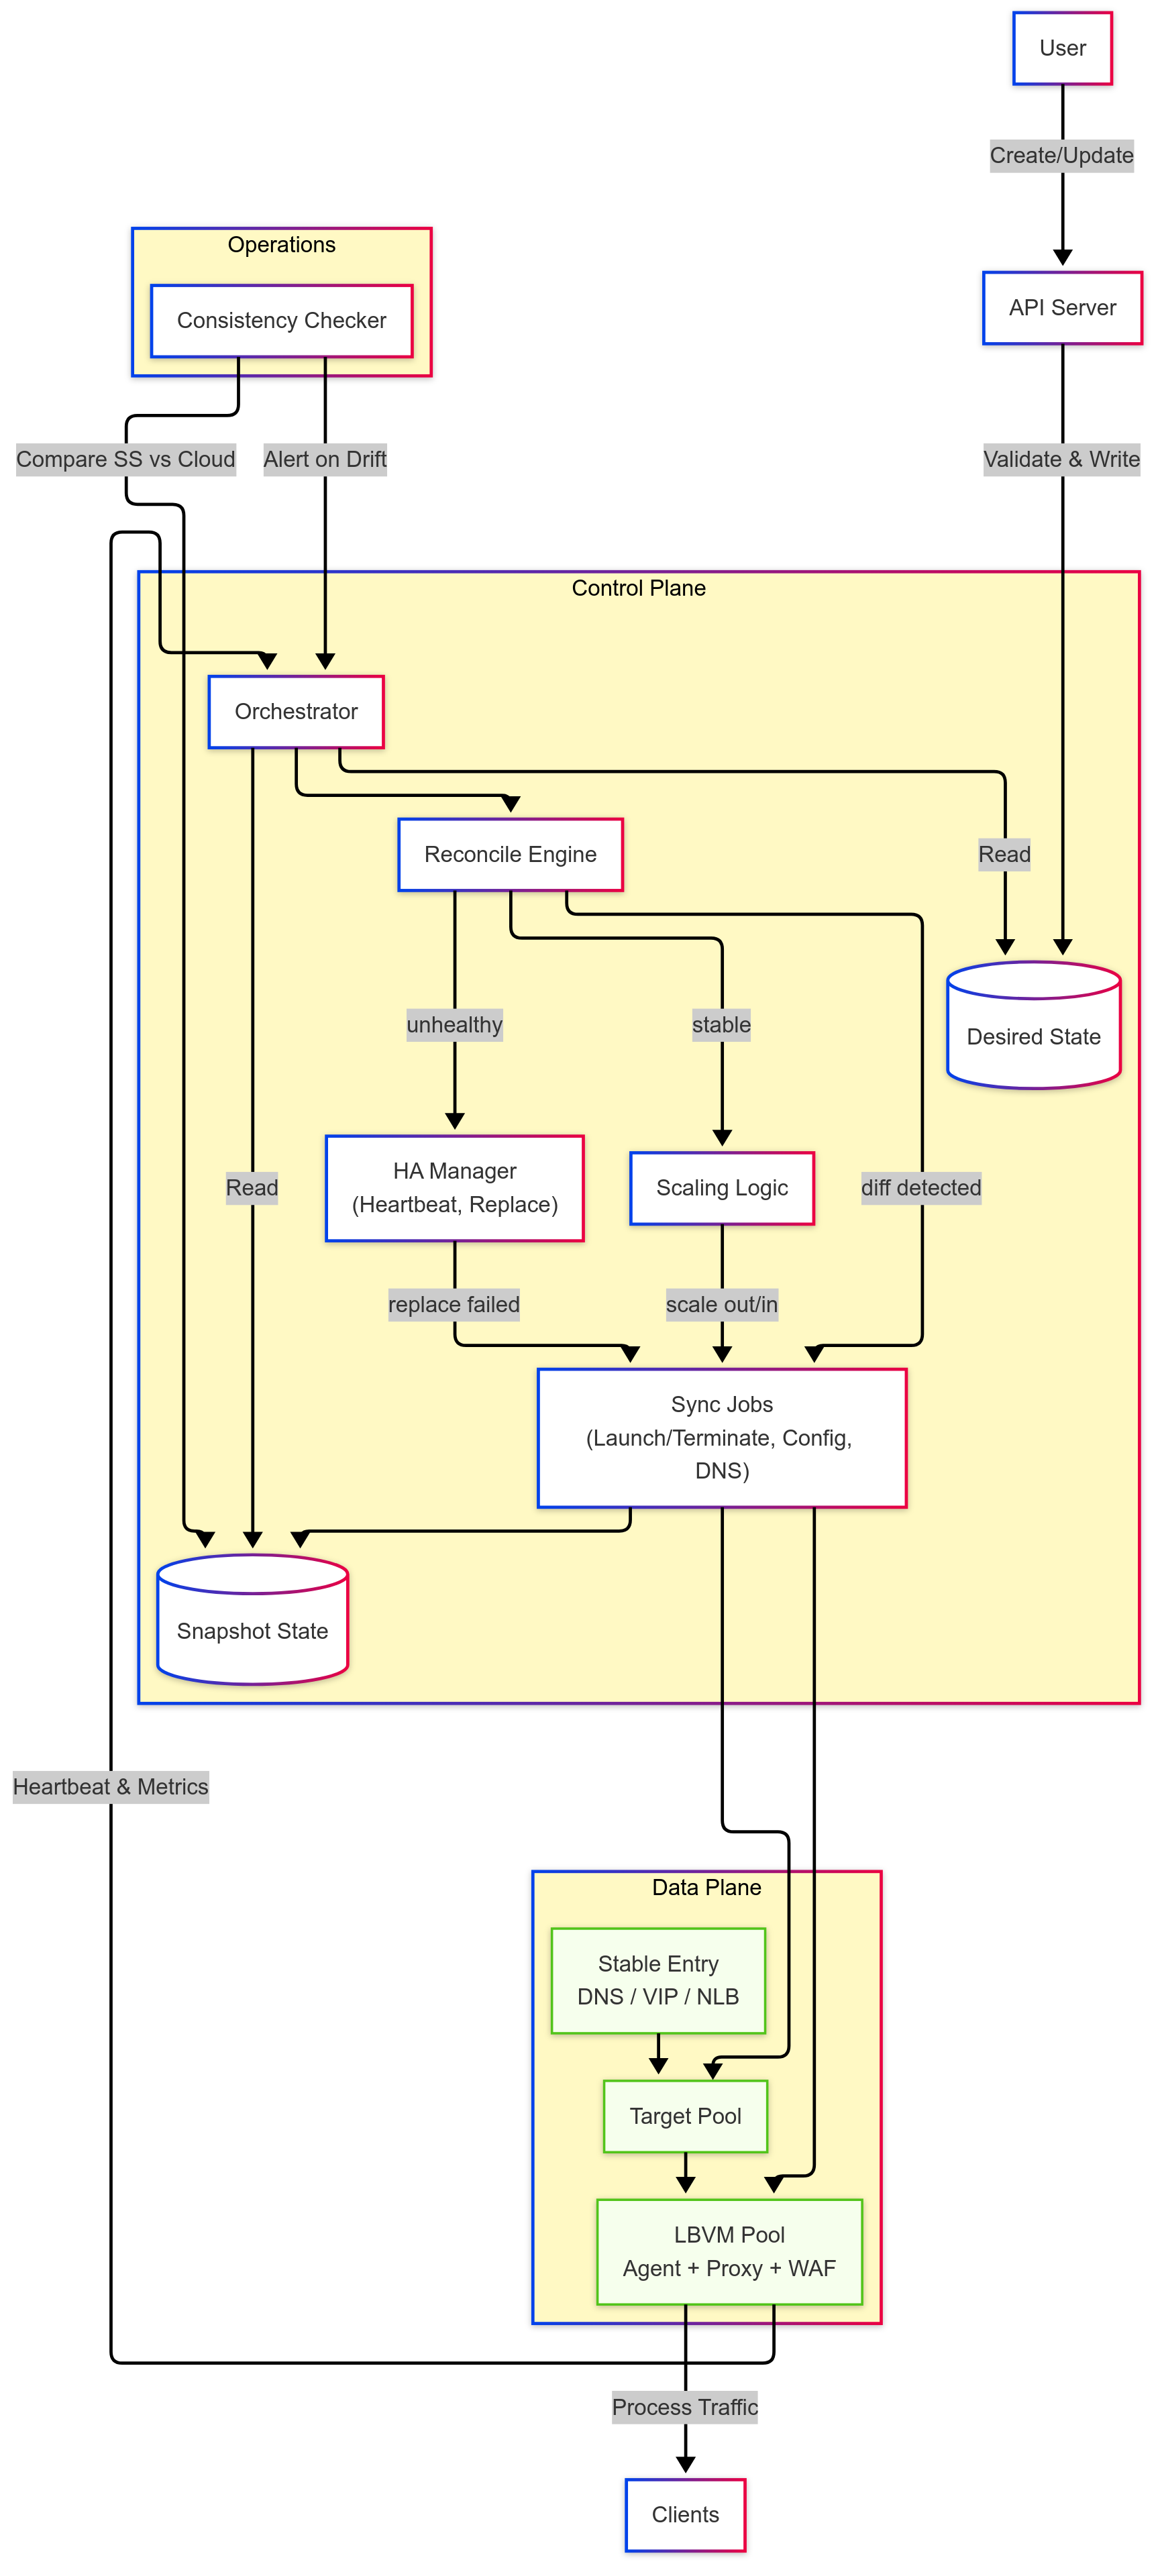 User
Create/Update
Operations
Consistency Checker
API Server
Compare SS vs Cloud
Alert on Drift
Validate & Write
Control Plane
Orchestrator
Reconcile Engine
Read
unhealthy
stable
Desired State
HA Manager
(Heartbeat, Replace)
Read
Scaling Logic
diff detected
replace failed
scale out/in
Sync Jobs
(Launch/Terminate, Config,
DNS)
Snapshot State
Heartbeat & Metrics
Data Plane
Stable Entry
DNS / VIP / NLB
Target Pool
LBVM Pool
Agent + Proxy + WAF
Process Traffic
Clients